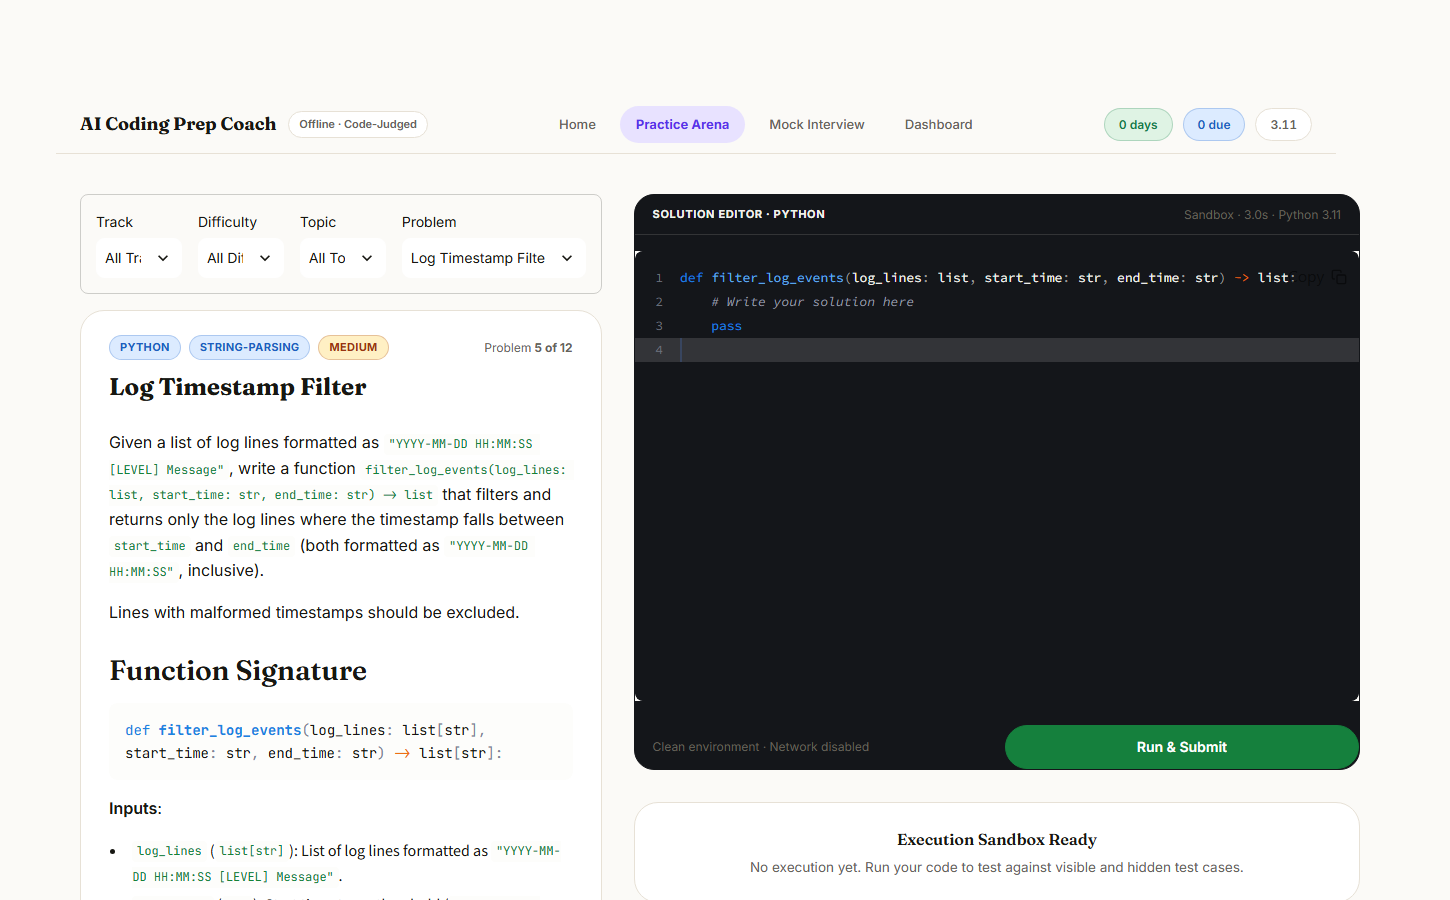 AI Coding Prep Coach
Offline · Code-Judged
Home
Practice Arena
Mock Interview
Dashboard
0 days
0 due
3.11
Track
Difficulty
Topic
Problem
All Tra
All Dif
All To
Log Timestamp Filte
PYTHON
STRING-PARSING
MEDIUM
Problem 5 of 12
Log Timestamp Filter
Given a list of log lines formatted as "YYYY-MM-DD HH:MM:SS
[LEVEL] Message" , write a function filter_log_events(log_lines:
list, start_time: str, end_time: str) -> list that filters and
returns only the log lines where the timestamp falls between
start_time and end_time (both formatted as "YYYY-MM-DD
HH:MM:SS" , inclusive).
Lines with malformed timestamps should be excluded.
Function Signature
def filter_log_events(log_lines: list[str],
start_time: str, end_time: str) -> list[str]:
Inputs:
• log_lines ( list[str] ): List of log lines formatted as "YYYY-MM-
DD HH:MM:SS [LEVEL] Message" .
SOLUTION EDITOR · PYTHON
Sandbox · 3.0s · Python 3.11
1 def filter_log_events(log_lines: list, start_time: str, end_time: str) -> list:
2 # Write your solution here
3 pass
4
Clean environment · Network disabled
Run & Submit
Execution Sandbox Ready
No execution yet. Run your code to test against visible and hidden test cases.